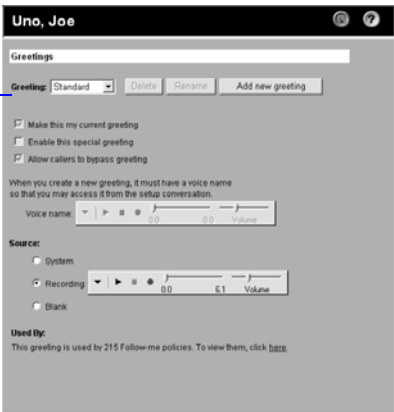 Uno, Joe
Greetings
Greeting: Standard Delete Rename Add new greeting
Make this my current greeting
Enable this special greeting
Allow callers to bypass greeting
When you create a new greeting, it must have a voice name
so that you may access it from the setup conversation.
Voice name: 0.0 0.0 Volume
Source:
System
Recording 0.0 6.1 Volume
Blank
Used By:
This greeting is used by 215 Follow-me policies. To view them, click here.